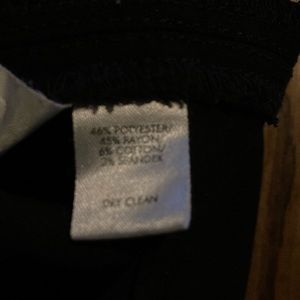 46% POLYESTER/
45% RAYON/
6% COTTON/
3% SPANDEX
DRY CLEAN